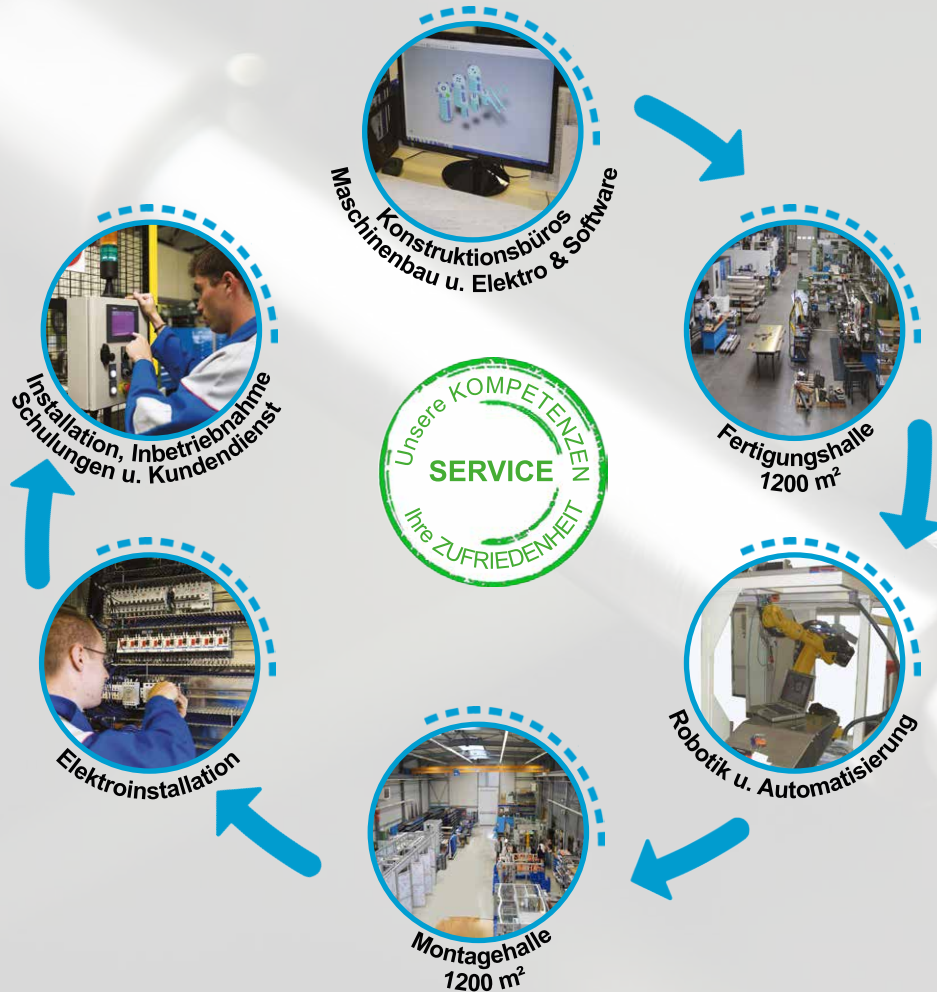 Konstruktionsbüros
Maschinenbau u. Elektro & Software
Fertigungshalle
1200 m²
Robotik u. Automatisierung
Montagehalle
1200 m²
Elektroinstallation
Installation, Inbetriebnahme
Schulungen u. Kundendienst
Unsere KOMPETENZEN
SERVICE
Ihre ZUFRIEDENHEIT